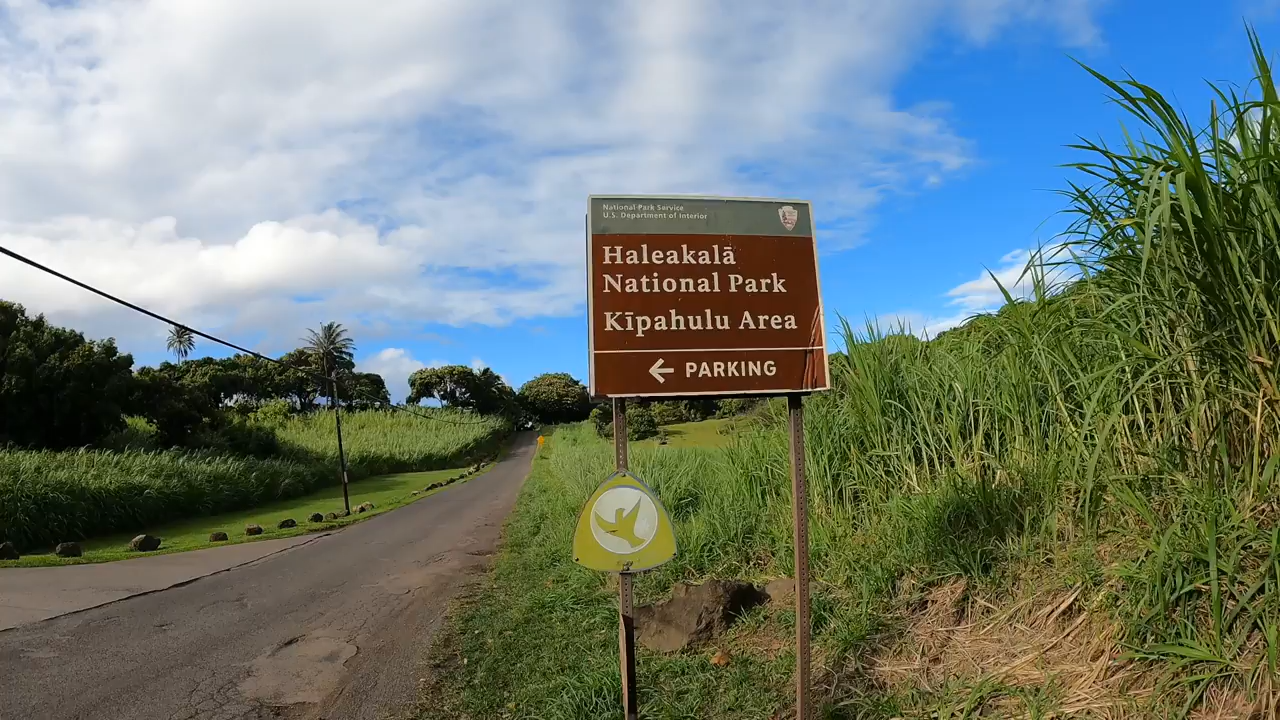 National Park Service
U.S. Department of Interior
Haleakalā
National Park
Kīpahulu Area
← PARKING